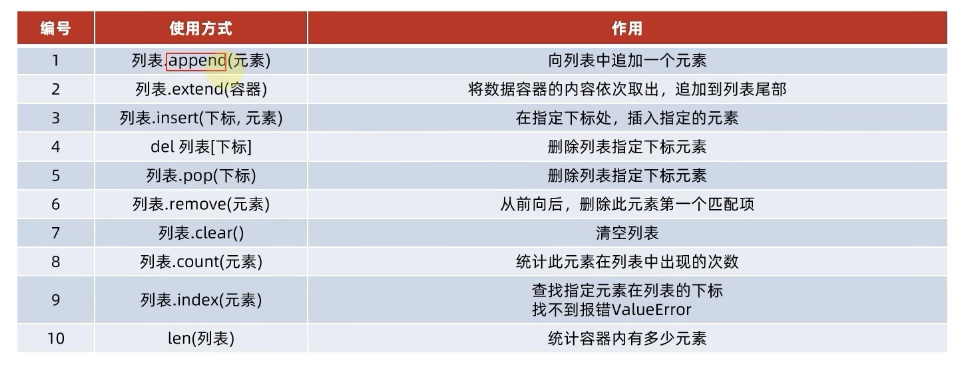 编号 使用方式 作用
1 列表.append(元素) 向列表中追加一个元素
2 列表.extend(容器) 将数据容器的内容依次取出，追加到列表尾部
3 列表.insert(下标, 元素) 在指定下标处，插入指定的元素
4 del 列表[下标] 删除列表指定下标元素
5 列表.pop(下标) 删除列表指定下标元素
6 列表.remove(元素) 从前向后，删除此元素第一个匹配项
7 列表.clear() 清空列表
8 列表.count(元素) 统计此元素在列表中出现的次数
9 列表.index(元素) 查找指定元素在列表的下标
找不到报错ValueError
10 len(列表) 统计容器内有多少元素